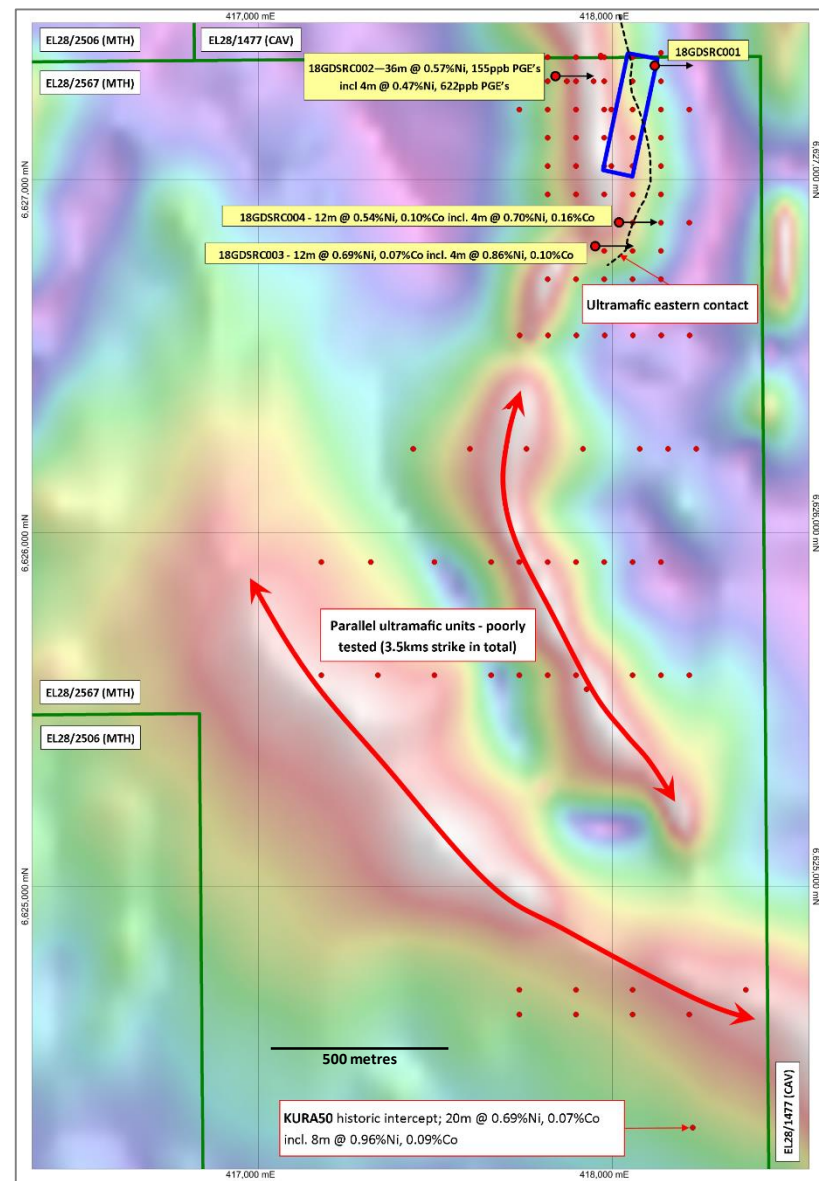 417,000 mE
418,000 mE
EL28/2506 (MTH)
EL28/1477 (CAV)
EL28/2567 (MTH)
18GDSRC001
18GDSRC002—36m @ 0.57%Ni, 155ppb PGE's
incl 4m @ 0.47%Ni, 622ppb PGE's
6,627,000 mN
6,627,000 mN
18GDSRC004 - 12m @ 0.54%Ni, 0.10%Co incl. 4m @ 0.70%Ni, 0.16%Co
18GDSRC003 - 12m @ 0.69%Ni, 0.07%Co incl. 4m @ 0.86%Ni, 0.10%Co
Ultramafic eastern contact
6,626,000 mN
6,626,000 mN
Parallel ultramafic units - poorly
tested (3.5kms strike in total)
EL28/2567 (MTH)
EL28/2506 (MTH)
6,625,000 mN
6,625,000 mN
500 metres
KURA50 historic intercept; 20m @ 0.69%Ni, 0.07%Co
incl. 8m @ 0.96%Ni, 0.09%Co
EL28/1477 (CAV)
417,000 mE
418,000 mE